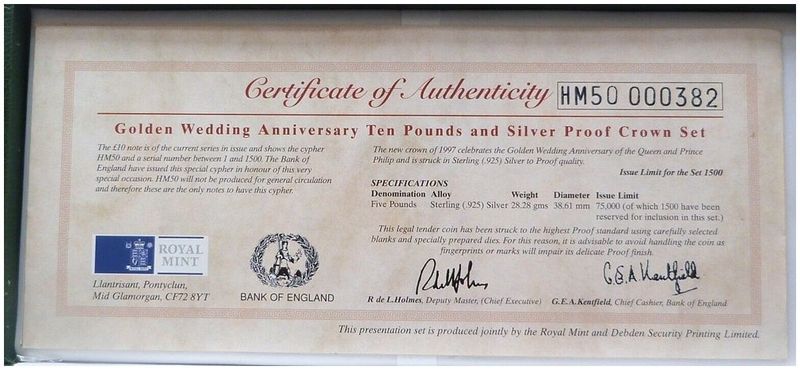 Certificate of Authenticity HM50 000382
Golden Wedding Anniversary Ten Pounds and Silver Proof Crown Set
The £10 note is of the current series in issue and shows the cypher
HM50 and a serial number between 1 and 1500. The Bank of
England have issued this special cypher in honour of this very
special occasion. HM50 will not be produced for general circulation
and therefore these are the only notes to have this cypher.
The new crown of 1997 celebrates the Golden Wedding Anniversary of the Queen and Prince
Philip and is struck in Sterling (.925) Silver to Proof quality.
Issue Limit for the Set 1500
SPECIFICATIONS
Denomination Alloy Weight Diameter Issue Limit
Five Pounds Sterling (.925) Silver 28.28 gms 38.61 mm 75,000 (of which 1500 have been
reserved for inclusion in this set.)
This legal tender coin has been struck to the highest Proof standard using carefully selected
blanks and specially prepared dies. For this reason, it is advisable to avoid handling the coin as
fingerprints or marks will impair its delicate Proof finish.
ROYAL
MINT
Llantrisant, Pontyclun,
Mid Glamorgan, CF72 8YT
BANK OF ENGLAND
R de L.Holmes, Deputy Master, (Chief Executive)
G.E.A. Kentfield
G.E.A.Kentfield, Chief Cashier, Bank of England
This presentation set is produced jointly by the Royal Mint and Debden Security Printing Limited.